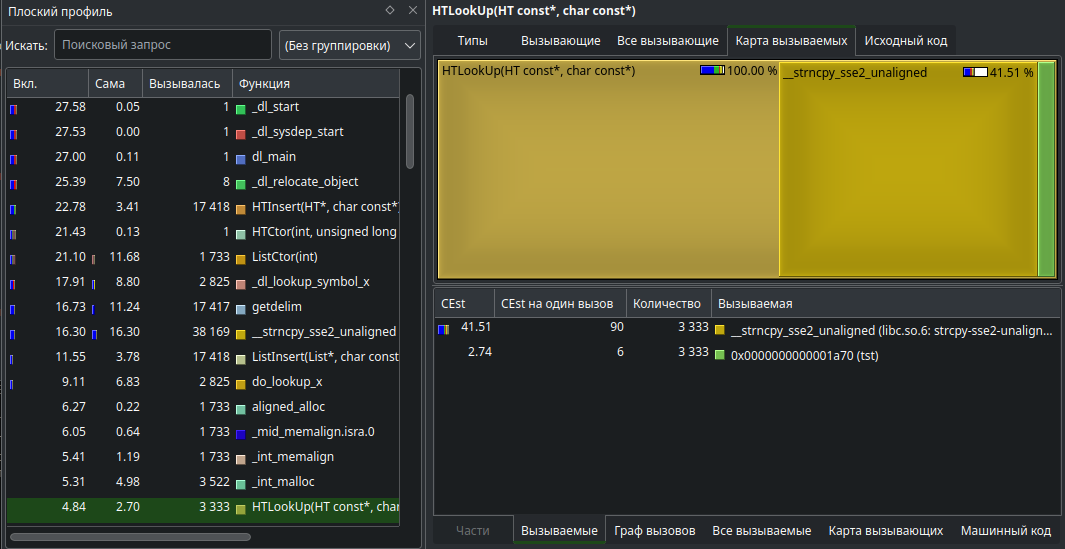 Плоский профиль
Искать: Поисковый запрос (Без группировки)
Вкл. Сама Вызывалась Функция
27.58 0.05 1 _dl_start
27.53 0.00 1 _dl_sysdep_start
27.00 0.11 1 dl_main
25.39 7.50 8 _dl_relocate_object
22.78 3.41 17 418 HTInsert(HT*, char const*
21.43 0.13 1 HTCtor(int, unsigned long
21.10 11.68 1 733 ListCtor(int)
17.91 8.80 2 825 _dl_lookup_symbol_x
16.73 11.24 17 417 getdelim
16.30 16.30 38 169 __strncpy_sse2_unaligned
11.55 3.78 17 418 ListInsert(List*, char const
9.11 6.83 2 825 do_lookup_x
6.27 0.22 1 733 aligned_alloc
6.05 0.64 1 733 _mid_memalign.isra.0
5.41 1.19 1 733 _int_memalign
5.31 4.98 3 522 _int_malloc
4.84 2.70 3 333 HTLookUp(HT const*, char
HTLookUp(HT const*, char const*)
Типы Вызывающие Все вызывающие Карта вызываемых Исходный код
HTLookUp(HT const*, char const*) 100.00 % __strncpy_sse2_unaligned 41.51 %
CEst CEst на один вызов Количество Вызываемая
41.51 90 3 333 __strncpy_sse2_unaligned (libc.so.6: strcpy-sse2-unalign...
2.74 6 3 333 0x0000000000001a70 (tst)
Части Вызываемые Граф вызовов Все вызываемые Карта вызывающих Машинный код